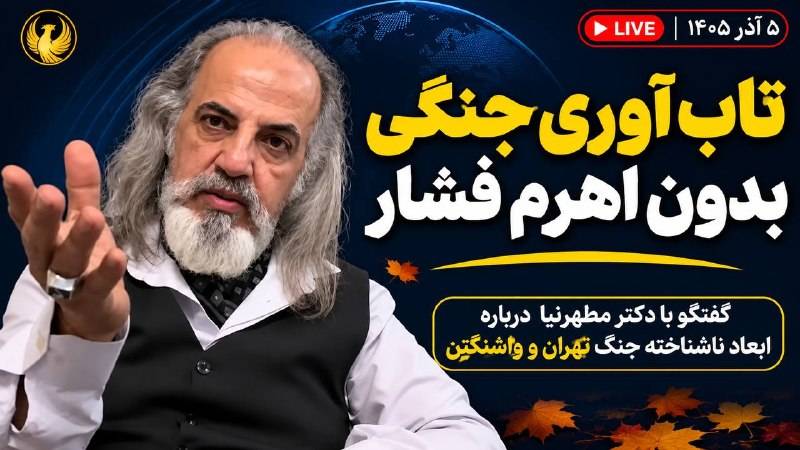 LIVE | ۵ آذر ۱۴۰۵
تاب‌آوری جنگی
بدون اهرم فشار
گفتگو با دکتر مطهرنیا درباره
ابعاد ناشناخته جنگ تهران و واشنگتن